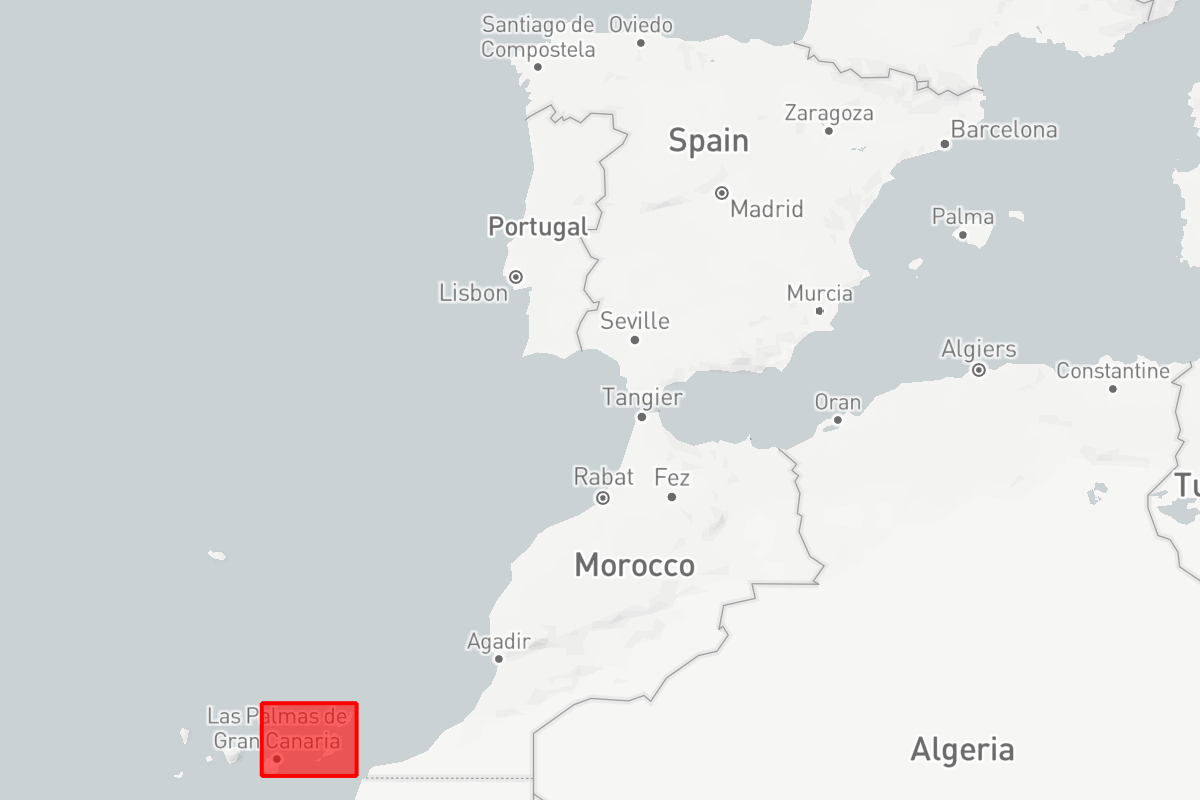 Santiago de
Compostela
Oviedo
Zaragoza
Barcelona
Spain
Madrid
Palma
Portugal
Lisbon
Murcia
Seville
Algiers
Constantine
Tangier
Oran
Rabat
Fez
Tu
Morocco
Agadir
Las Palmas de
Gran Canaria
Algeria